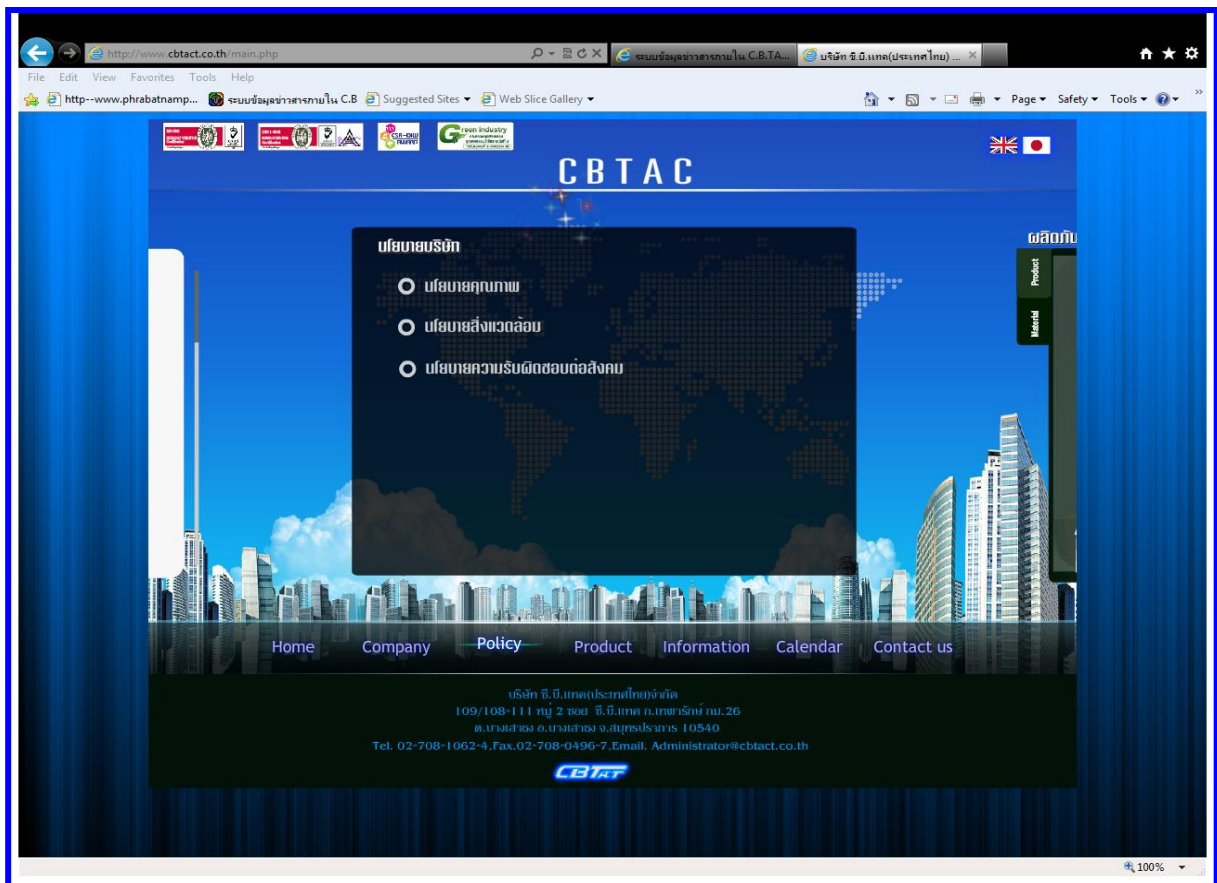 http://www.cbtact.co.th/main.php
ระบบข้อมูลข่าวสารภายใน C.B.TA...
บริษัท ซี.บี.แทค(ประเทศไทย) ...
File Edit View Favorites Tools Help
http--www.phrabatnamp... ระบบข้อมูลข่าวสารภายใน C.B Suggested Sites Web Slice Gallery Page Safety Tools
CSR-DIW
Green industry
CBTAC
นโยบายบริษัท
นโยบายคุณภาพ
นโยบายสิ่งแวดล้อม
นโยบายความรับผิดชอบต่อสังคม
ผลิตภั
Product
Material
Home Company Policy Product Information Calendar Contact us
บริษัท ซี.บี.แทค(ประเทศไทย)จำกัด
109/108-111 หมู่ 2 ซอย ซี.บี.แทค ถ.เทพารักษ์ กม.26
ต.บางเสาธง อ.บางเสาธง จ.สมุทรปราการ 10540
Tel. 02-708-1062-4,Fax.02-708-0496-7,Email. Administrator@cbtact.co.th
CBTAT
100%